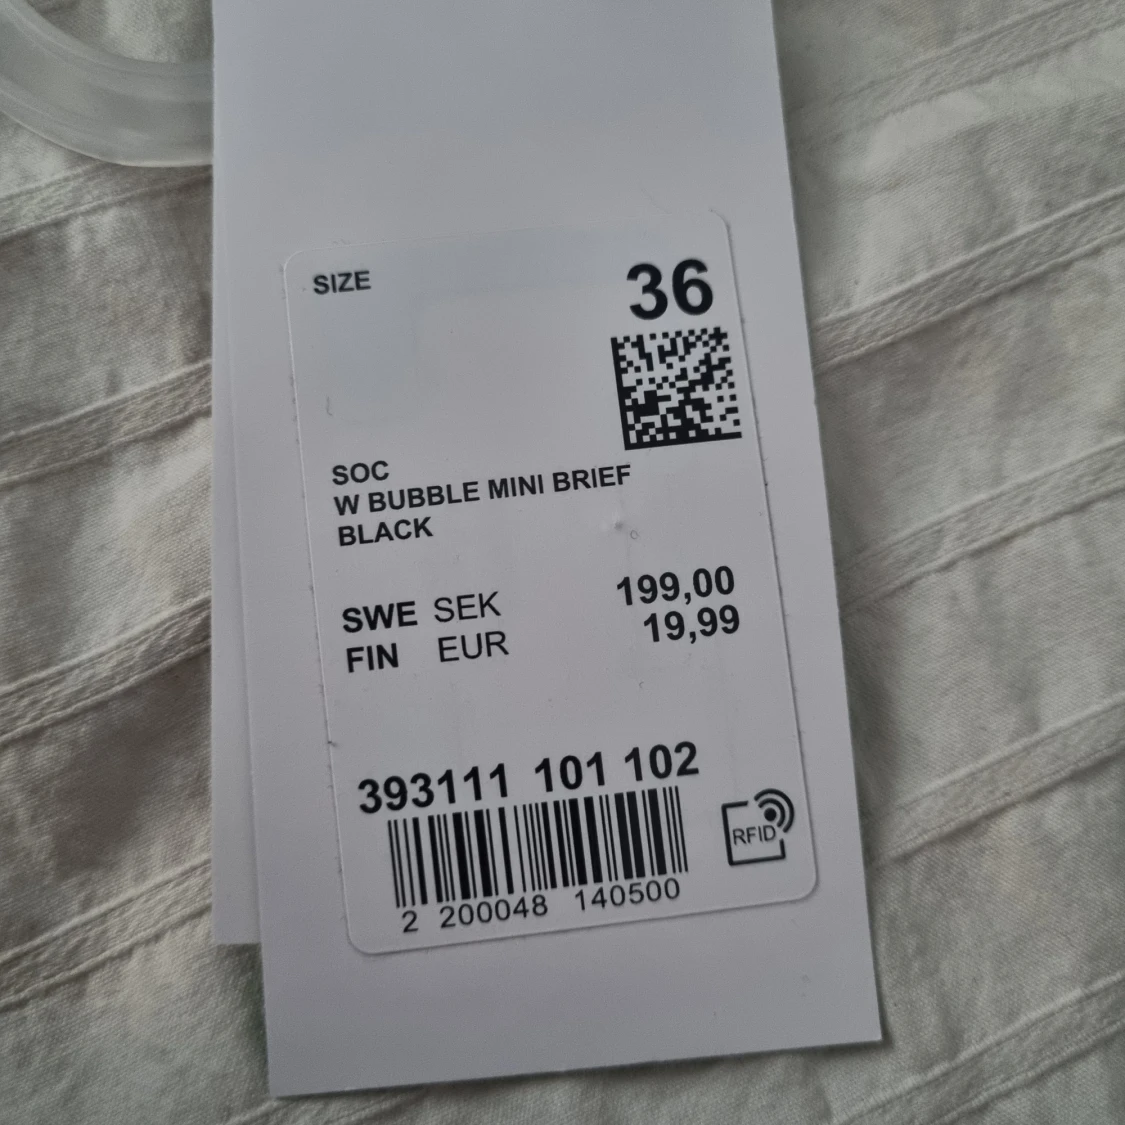 SIZE 36
SOC
W BUBBLE MINI BRIEF
BLACK
SWE SEK 199,00
FIN EUR 19,99
393111 101 102
RFID
2 200048 140500